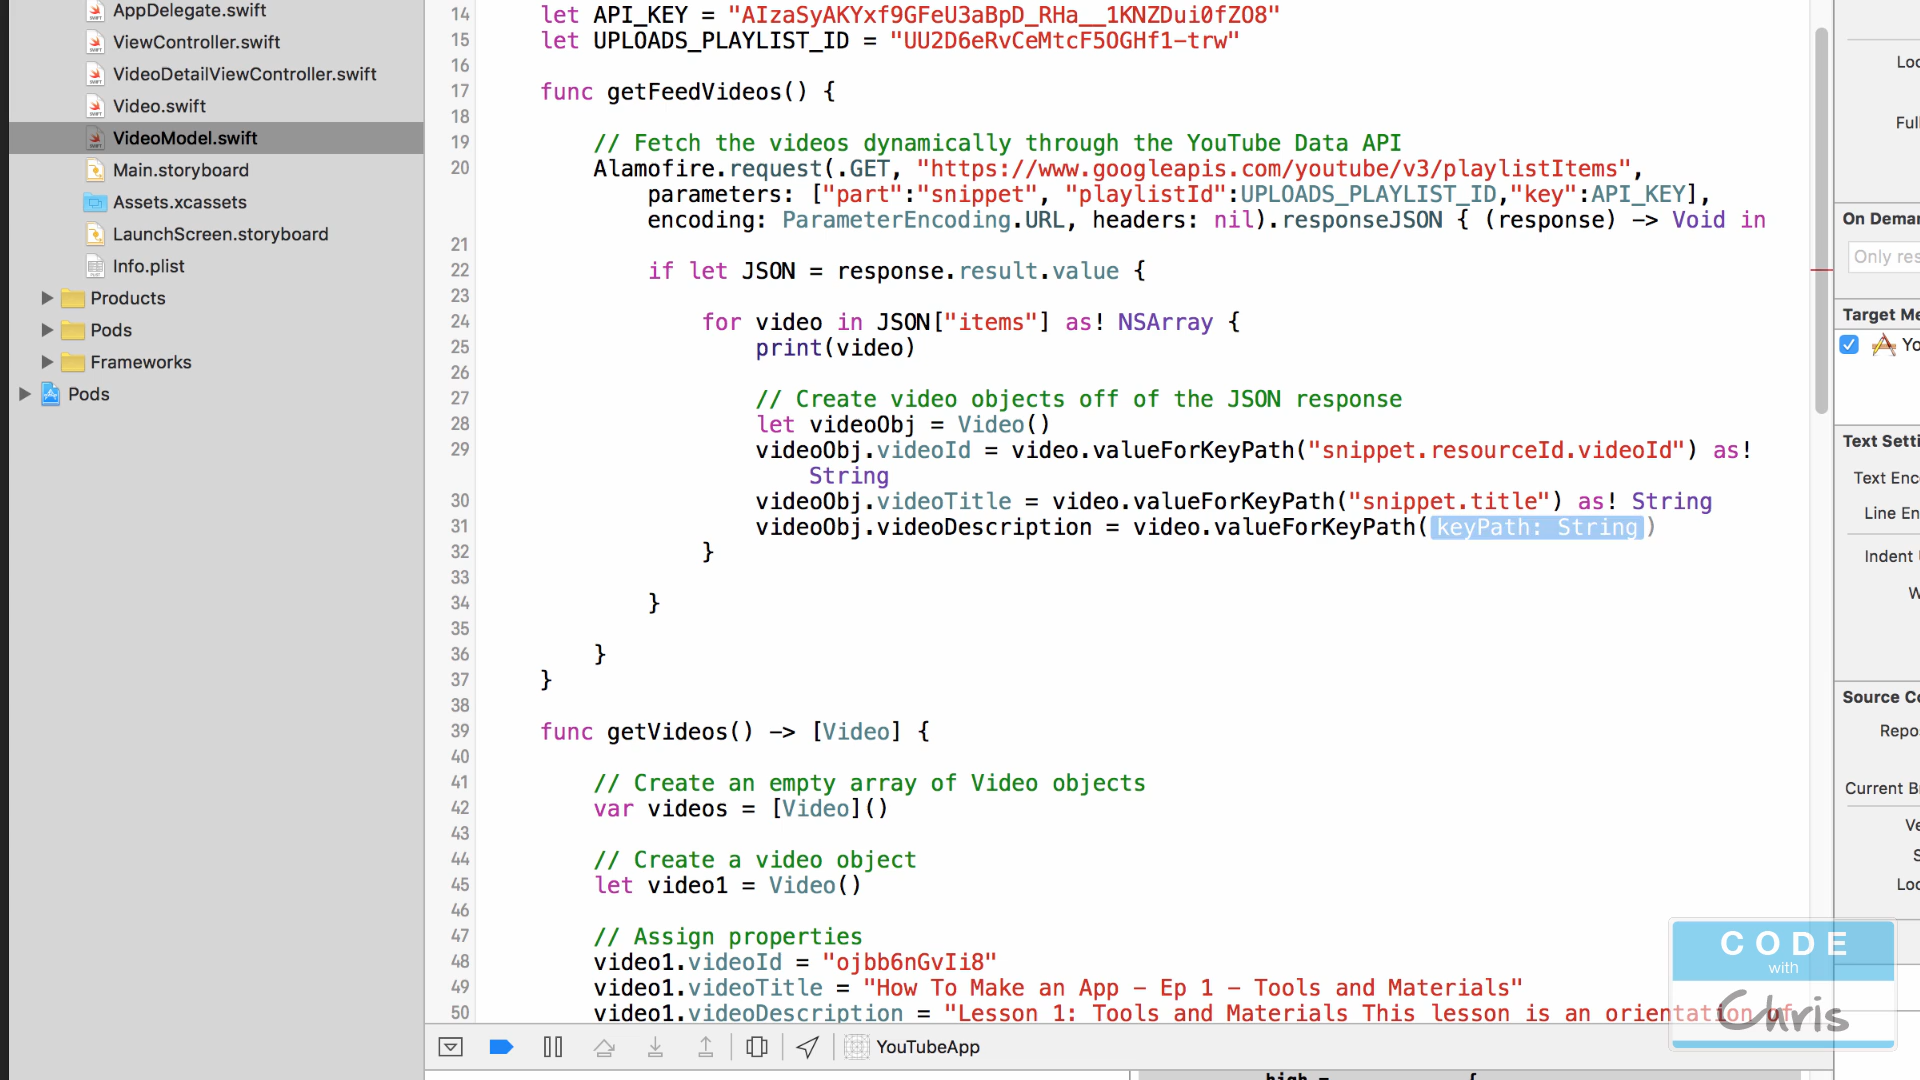 AppDelegate.swift
ViewController.swift
VideoDetailViewController.swift
Video.swift
VideoModel.swift
Main.storyboard
Assets.xcassets
LaunchScreen.storyboard
Info.plist
Products
Pods
Frameworks
Pods
14 let API_KEY = "AIzaSyAKYxf9GFeU3aBpD_RHa__1KNZDui0fZO8"
15 let UPLOADS_PLAYLIST_ID = "UU2D6eRvCeMtcF5OGHf1-trw"
16
17 func getFeedVideos() {
18
19 // Fetch the videos dynamically through the YouTube Data API
20 Alamofire.request(.GET, "https://www.googleapis.com/youtube/v3/playlistItems",
parameters: ["part":"snippet", "playlistId":UPLOADS_PLAYLIST_ID,"key":API_KEY],
encoding: ParameterEncoding.URL, headers: nil).responseJSON { (response) -> Void in
21
22 if let JSON = response.result.value {
23
24 for video in JSON["items"] as! NSArray {
25 print(video)
26
27 // Create video objects off of the JSON response
28 let videoObj = Video()
29 videoObj.videoId = video.valueForKeyPath("snippet.resourceId.videoId") as!
String
30 videoObj.videoTitle = video.valueForKeyPath("snippet.title") as! String
31 videoObj.videoDescription = video.valueForKeyPath(keyPath: String)
32 }
33
34 }
35
36 }
37 }
38
39 func getVideos() -> [Video] {
40
41 // Create an empty array of Video objects
42 var videos = [Video]()
43
44 // Create a video object
45 let video1 = Video()
46
47 // Assign properties
48 video1.videoId = "ojbb6nGvIi8"
49 video1.videoTitle = "How To Make an App - Ep 1 - Tools and Materials"
50 video1.videoDescription = "Lesson 1: Tools and Materials This lesson is an orientation of
YouTubeApp
high = {
Loc
Full
On Deman
Only res
Target Me
Yo
Text Setti
Text Enc
Line En
Indent U
W
Source Co
Repos
Current B
Ve
S
Loc
CODE
with
Chris